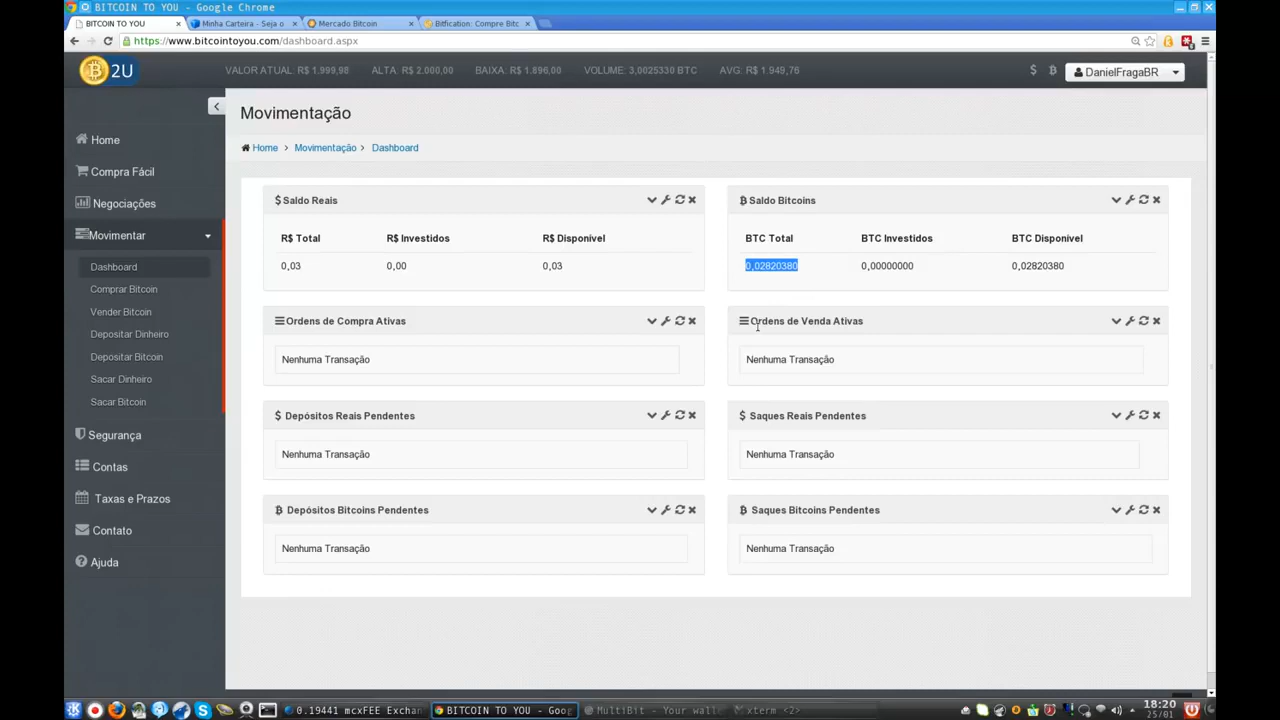 BITCOIN TO YOU - Google Chrome
BITCOIN TO YOU
Minha Carteira - Seja o
Mercado Bitcoin
Bitfication: Compre Bitc
https://www.bitcointoyou.com/dashboard.aspx
2U
VALOR ATUAL: R$ 1.999,98 ALTA: R$ 2.000,00 BAIXA: R$ 1.896,00 VOLUME: 3,0025330 BTC AVG: R$ 1.949,76
DanielFragaBR
Movimentação
Home > Movimentação > Dashboard
Home
Compra Fácil
Negociações
Movimentar
Dashboard
Comprar Bitcoin
Vender Bitcoin
Depositar Dinheiro
Depositar Bitcoin
Sacar Dinheiro
Sacar Bitcoin
Segurança
Contas
Taxas e Prazos
Contato
Ajuda
$ Saldo Reais
R$ Total R$ Investidos R$ Disponivel
0,03 0,00 0,03
Saldo Bitcoins
BTC Total BTC Investidos BTC Disponivel
0,02820380 0,00000000 0,02820380
Ordens de Compra Ativas
Nenhuma Transação
Ordens de Venda Ativas
Nenhuma Transação
$ Depósitos Reais Pendentes
Nenhuma Transação
$ Saques Reais Pendentes
Nenhuma Transação
Depósitos Bitcoins Pendentes
Nenhuma Transação
Saques Bitcoins Pendentes
Nenhuma Transação
0.19441 mcxFEE Exchan
BITCOIN TO YOU - Goog
MultiBit - Your walle
xterm <2>
18:20
25/01